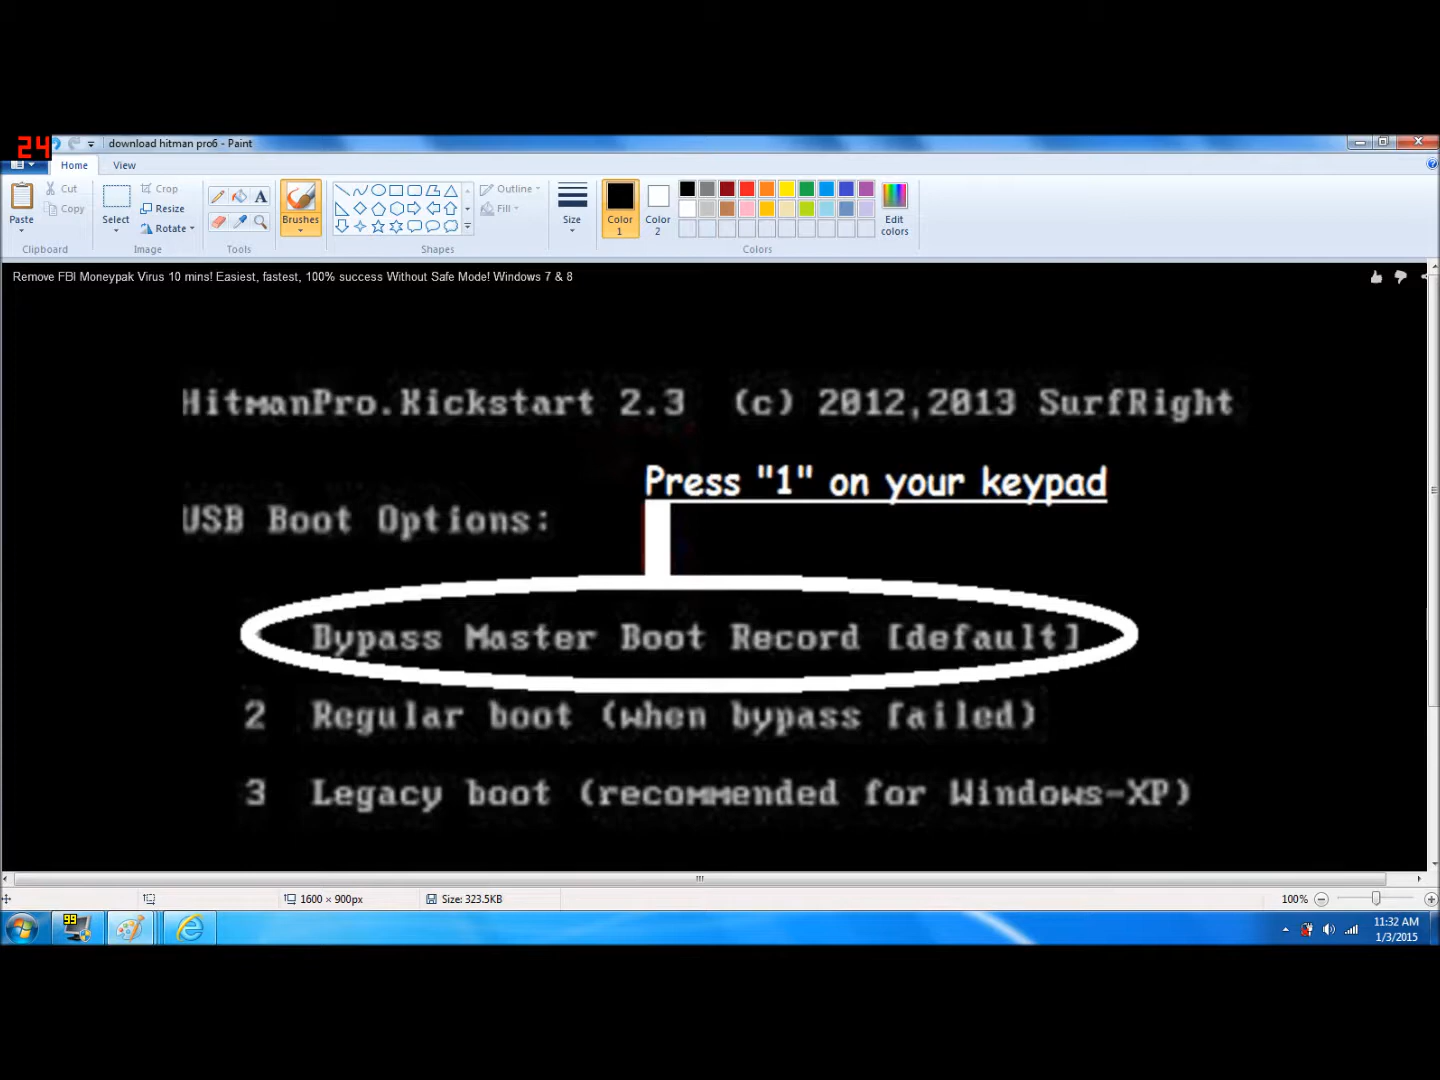 24
download hitman pro6 - Paint
Home View
Paste
Cut
Copy
Clipboard
Select
Crop
Resize
Rotate
Image
A
Tools
Brushes
Outline
Fill
Shapes
Size
Color 1
Color 2
Edit colors
Colors
Remove FBI Moneypak Virus 10 mins! Easiest, fastest, 100% success Without Safe Mode! Windows 7 & 8
HitmanPro.Kickstart 2.3 (c) 2012,2013 SurfRight
Press "1" on your keypad
USB Boot Options:
Bypass Master Boot Record [default]
2 Regular boot (when bypass failed)
3 Legacy boot (recommended for Windows-XP)
1600 × 900px
Size: 323.5KB
100%
99
11:32 AM
1/3/2015